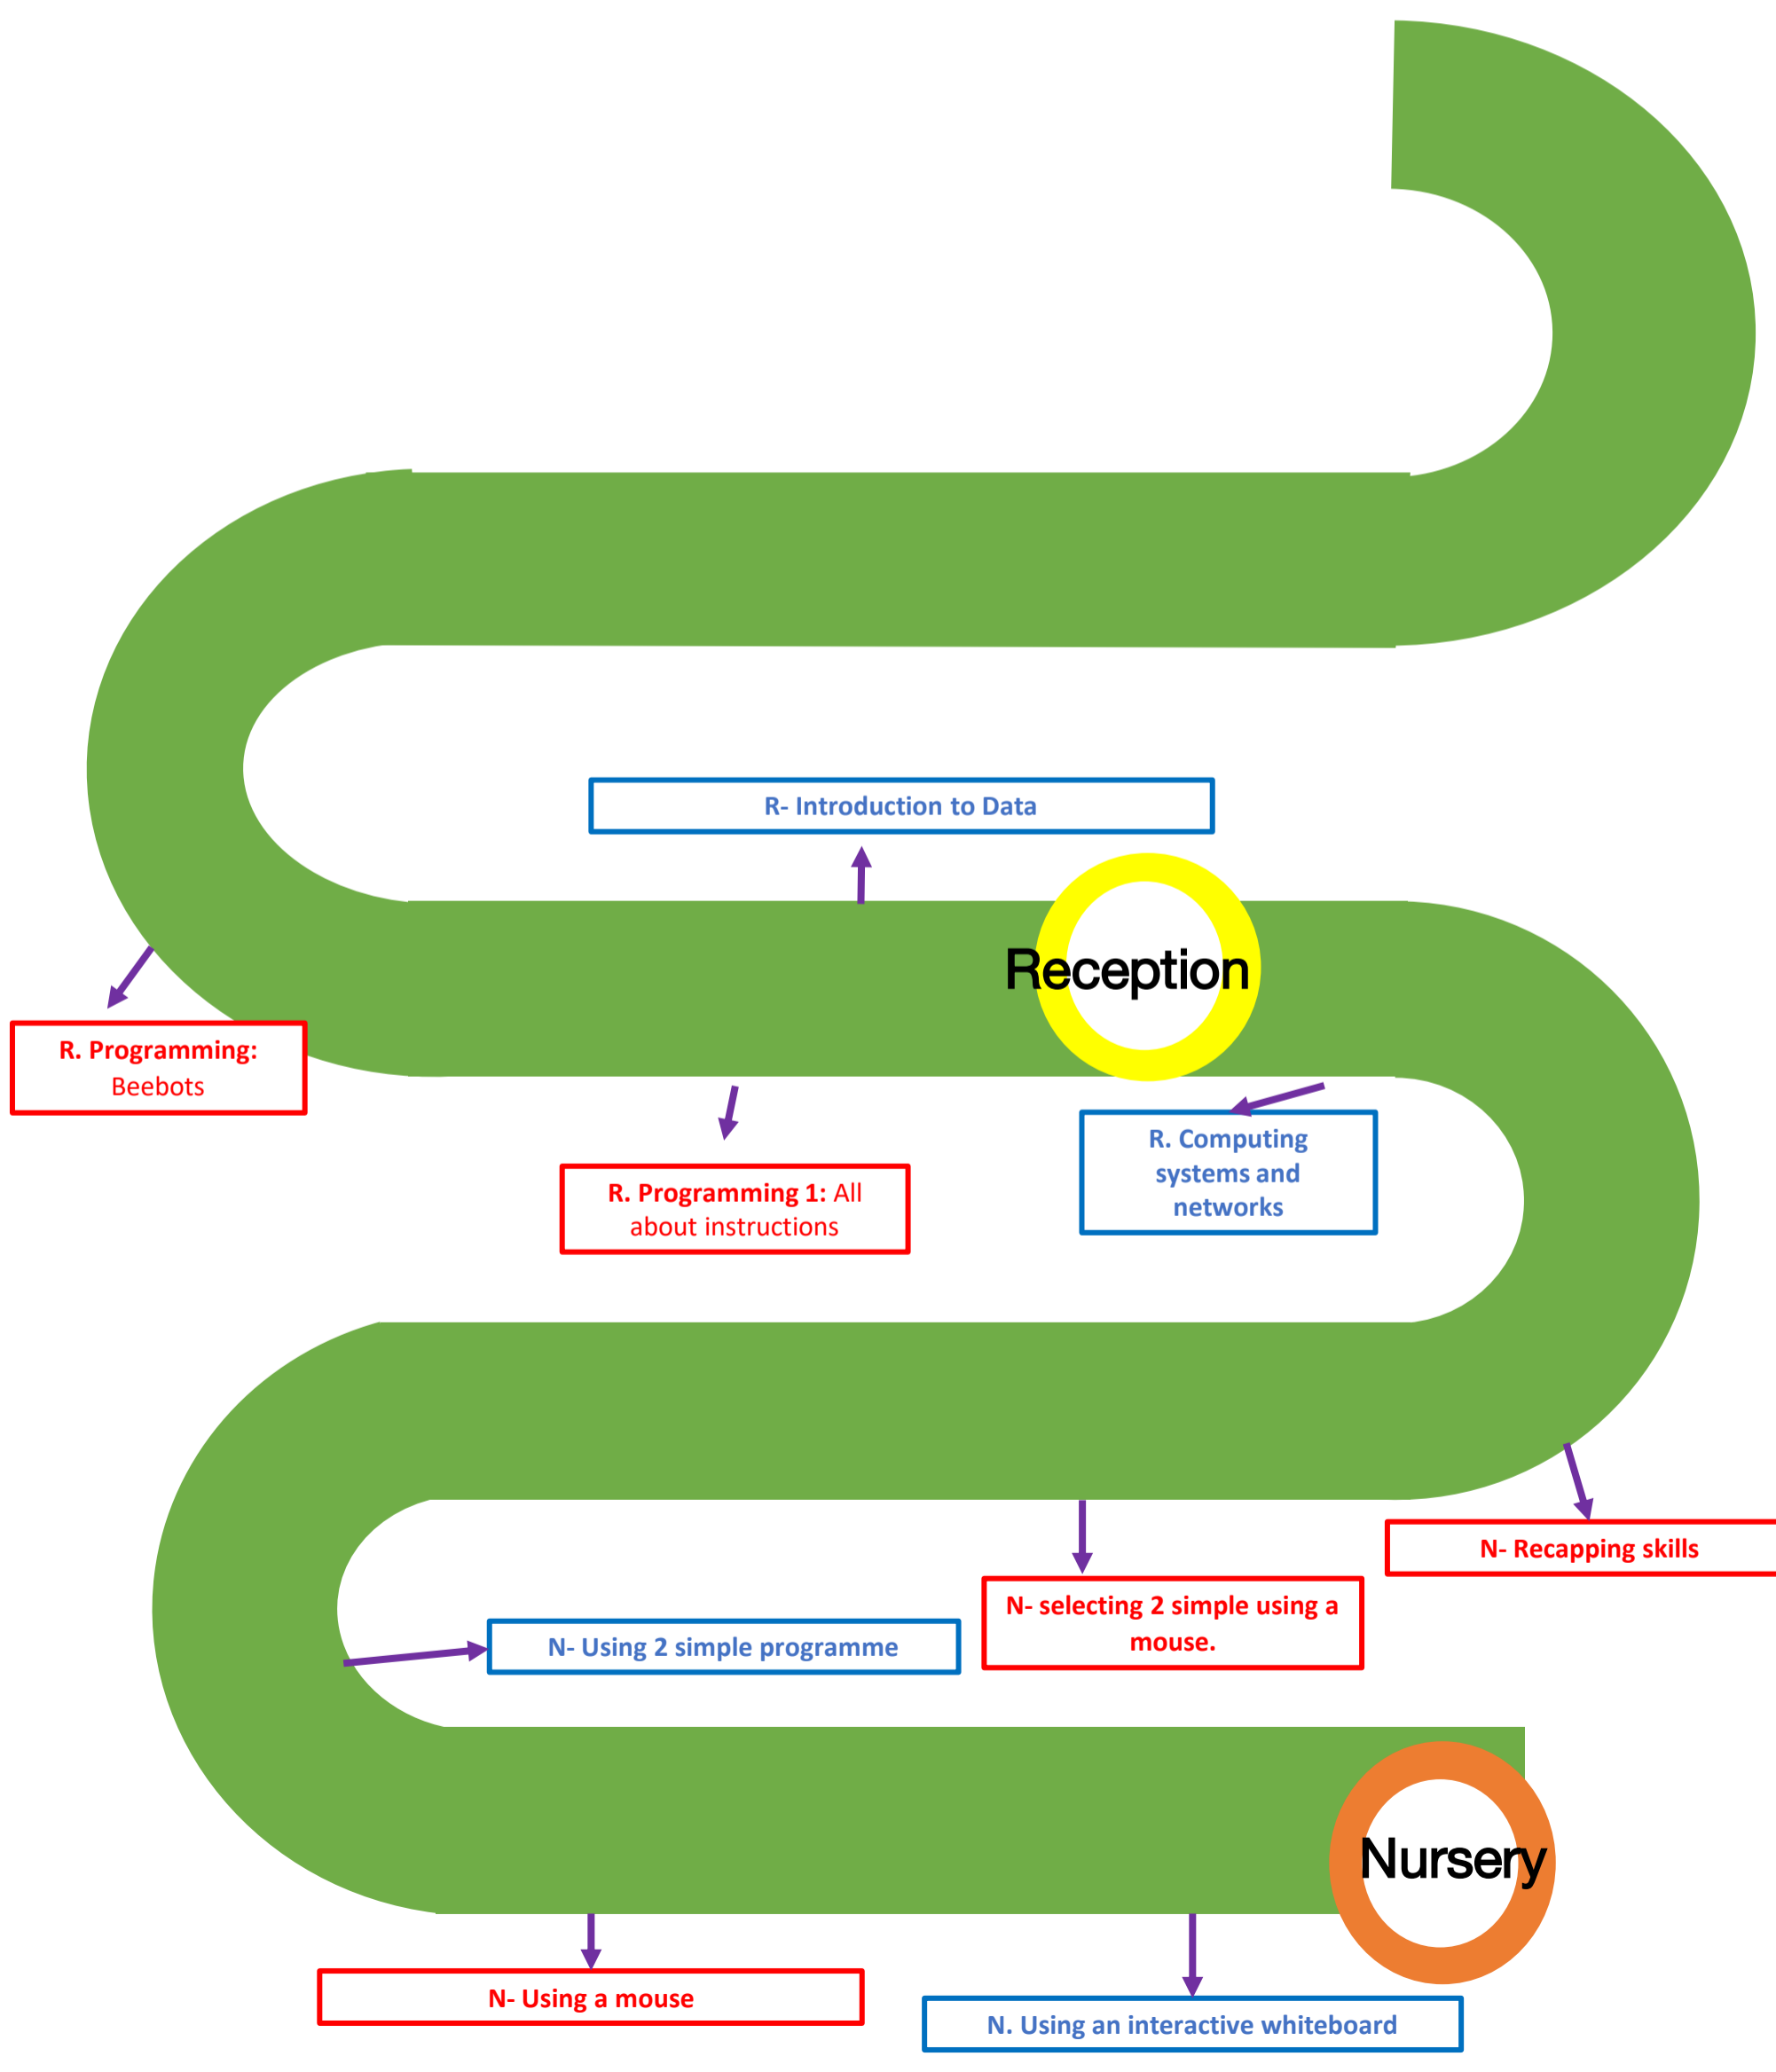 R- Introduction to Data
Reception
R. Programming:
Beebots
R. Programming 1: All
about instructions
R. Computing
systems and
networks
N- Recapping skills
N- selecting 2 simple using a
mouse.
N- Using 2 simple programme
Nursery
N- Using a mouse
N. Using an interactive whiteboard